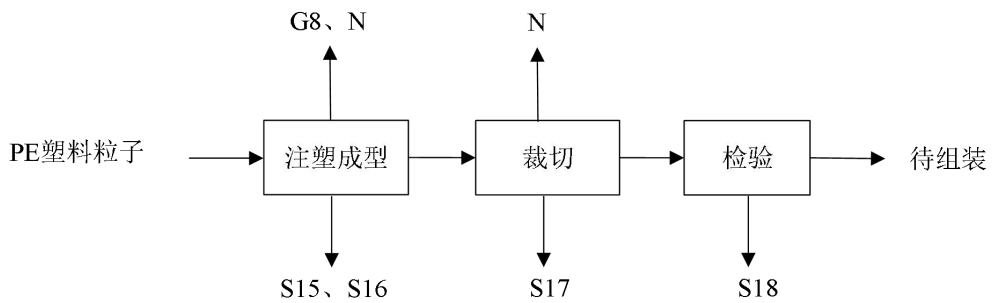 G8、N
N
PE塑料粒子
注塑成型
裁切
检验
待组装
S15、S16
S17
S18